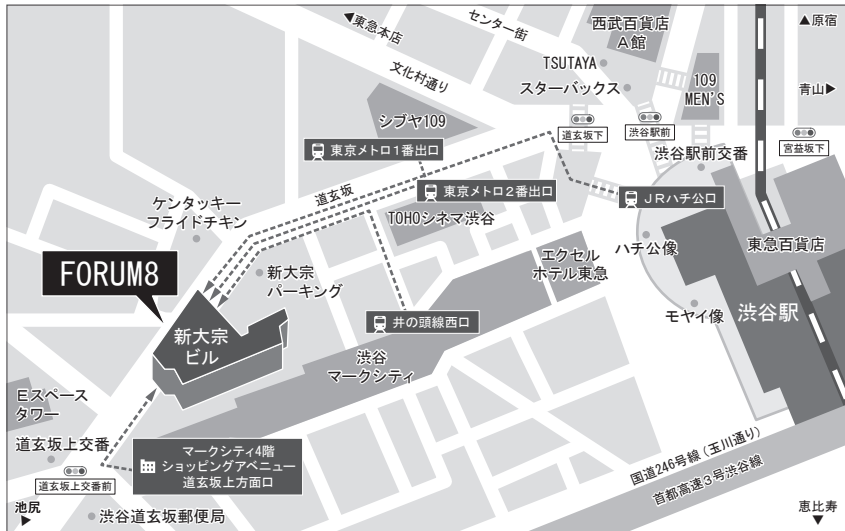 ◀東急本店
センター街
西武百貨店
A館
▲原宿
TSUTAYA
文化村通り
スターバックス
109
MEN'S
青山▶
シブヤ109
道玄坂下
渋谷駅前
宮益坂下
東京メトロ1番出口
渋谷駅前交番
道玄坂
東京メトロ2番出口
JRハチ公口
ケンタッキー
フライドチキン
TOHOシネマ渋谷
ハチ公像
東急百貨店
エクセル
ホテル東急
FORUM8
新大宗
パーキング
モヤイ像
渋谷駅
井の頭線西口
新大宗
ビル
渋谷
マークシティ
Eスペース
タワー
道玄坂上交番
マークシティ4階
ショッピングアベニュー
道玄坂上方面口
国道246号線(玉川通り)
首都高速3号渋谷線
道玄坂上交番前
池尻
▶
渋谷道玄坂郵便局
恵比寿
▼